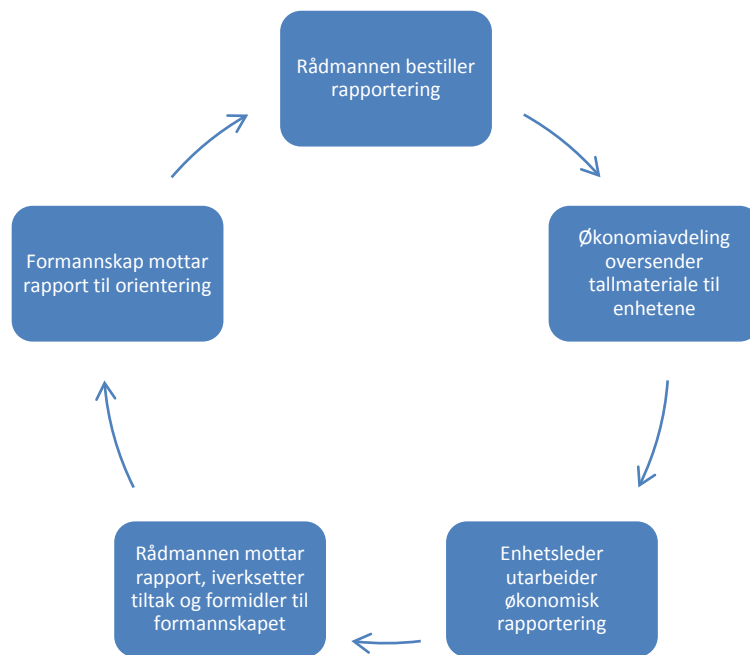 Rådmannen bestiller
rapportering
Økonomiavdeling
oversender
tallmateriale til
enhetene
Enhetsleder
utarbeider
økonomisk
rapportering
Rådmannen mottar
rapport, iverksetter
tiltak og formidler til
formannskapet
Formannskap mottar
rapport til orientering